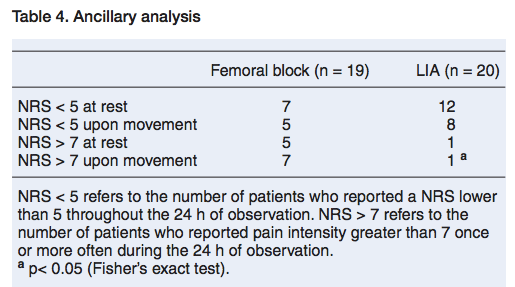 Table 4. Ancillary analysis
Femoral block (n = 19) LIA (n = 20)
NRS < 5 at rest 7 12
NRS < 5 upon movement 5 8
NRS > 7 at rest 5 1
NRS > 7 upon movement 7 1 a
NRS < 5 refers to the number of patients who reported a NRS lower
than 5 throughout the 24 h of observation. NRS > 7 refers to the
number of patients who reported pain intensity greater than 7 once
or more often during the 24 h of observation.
a p< 0.05 (Fisher's exact test).